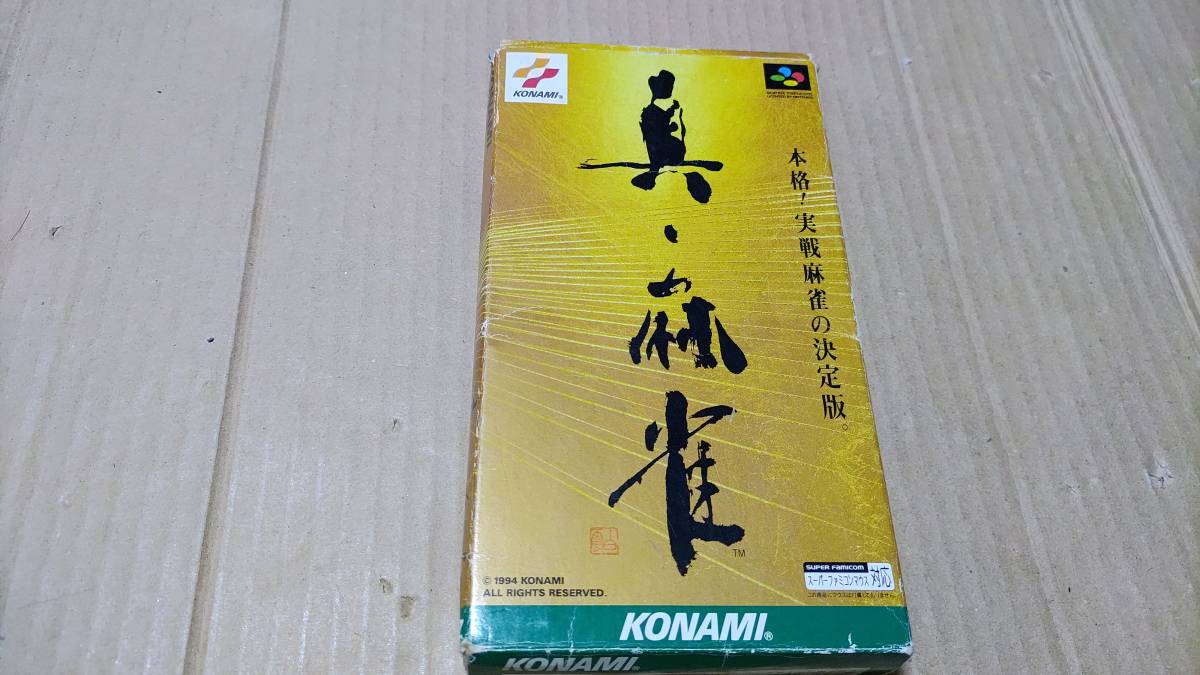 KONAMI®
真・麻雀
TM
本格!実戦麻雀の決定版。
© 1994 KONAMI
ALL RIGHTS RESERVED.
SUPER FAMICOM
スーパーファミコンマウス対応
KONAMI®
KONAMI®